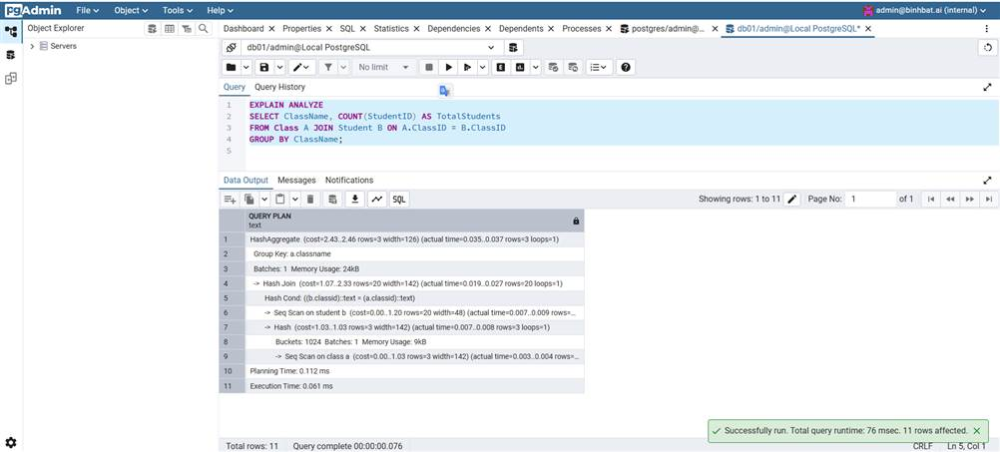 pgAdmin File Object Tools Help admin@binhbat.ai (internal)
Object Explorer
Dashboard Properties SQL Statistics Dependencies Dependents Processes postgres/admin@... db01/admin@Local PostgreSQL*
Servers
db01/admin@Local PostgreSQL
No limit
Query Query History
1 EXPLAIN ANALYZE
2 SELECT ClassName, COUNT(StudentID) AS TotalStudents
3 FROM Class A JOIN Student B ON A.ClassID = B.ClassID
4 GROUP BY ClassName;
5
Data Output Messages Notifications
SQL Showing rows: 1 to 11 Page No: 1 of 1
QUERY PLAN
text
1 HashAggregate (cost=2.43..2.46 rows=3 width=126) (actual time=0.035..0.037 rows=3 loops=1)
2 Group Key: a.classname
3 Batches: 1 Memory Usage: 24kB
4 -> Hash Join (cost=1.07..2.33 rows=20 width=142) (actual time=0.019..0.027 rows=20 loops=1)
5 Hash Cond: ((b.classid)::text = (a.classid)::text)
6 -> Seq Scan on student b (cost=0.00..1.20 rows=20 width=48) (actual time=0.007..0.009 rows=...
7 -> Hash (cost=1.03..1.03 rows=3 width=142) (actual time=0.007..0.008 rows=3 loops=1)
8 Buckets: 1024 Batches: 1 Memory Usage: 9kB
9 -> Seq Scan on class a (cost=0.00..1.03 rows=3 width=142) (actual time=0.003..0.004 rows=...
10 Planning Time: 0.112 ms
11 Execution Time: 0.061 ms
Successfully run. Total query runtime: 76 msec. 11 rows affected.
Total rows: 11 Query complete 00:00:00.076 CRLF Ln 5, Col 1